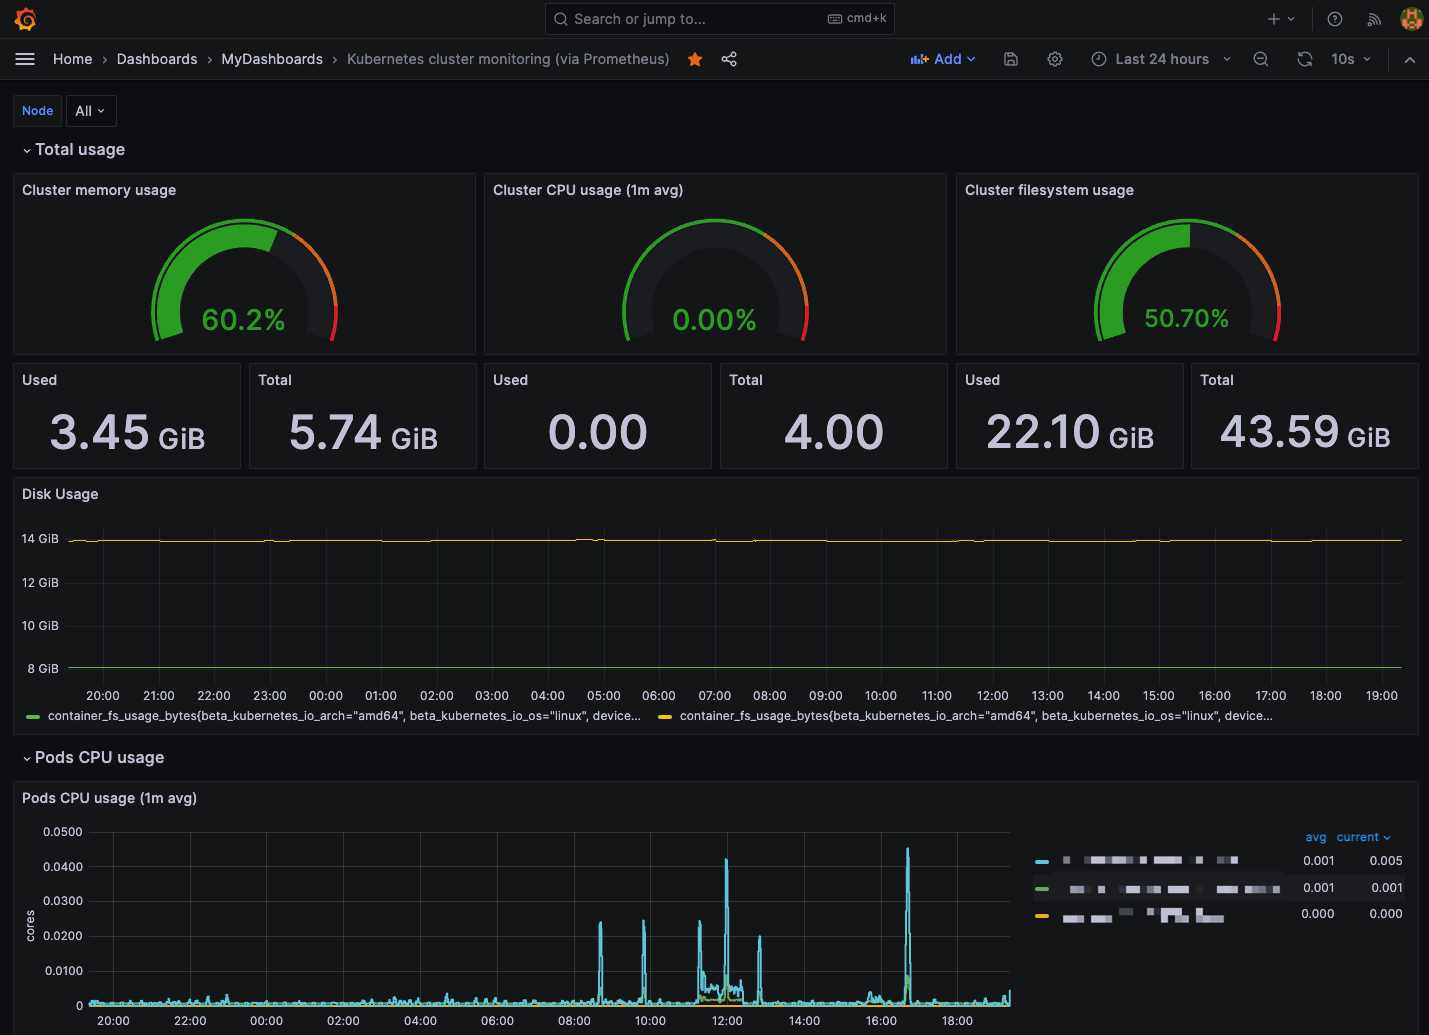 Search or jump to... cmd+k
Home › Dashboards › MyDashboards › Kubernetes cluster monitoring (via Prometheus) Add Last 24 hours 10s
Node All
Total usage
Cluster memory usage Cluster CPU usage (1m avg) Cluster filesystem usage
60.2% 0.00% 50.70%
Used Total Used Total Used Total
3.45 GiB 5.74 GiB 0.00 4.00 22.10 GiB 43.59 GiB
Disk Usage
14 GiB
12 GiB
10 GiB
8 GiB
20:00 21:00 22:00 23:00 00:00 01:00 02:00 03:00 04:00 05:00 06:00 07:00 08:00 09:00 10:00 11:00 12:00 13:00 14:00 15:00 16:00 17:00 18:00 19:00
container_fs_usage_bytes{beta_kubernetes_io_arch="amd64", beta_kubernetes_io_os="linux", device... container_fs_usage_bytes{beta_kubernetes_io_arch="amd64", beta_kubernetes_io_os="linux", device...
Pods CPU usage
Pods CPU usage (1m avg)
cores
0.0500
0.0400
0.0300
0.0200
0.0100
0
20:00 22:00 00:00 02:00 04:00 06:00 08:00 10:00 12:00 14:00 16:00 18:00
avg current
0.001 0.005
0.001 0.001
0.000 0.000